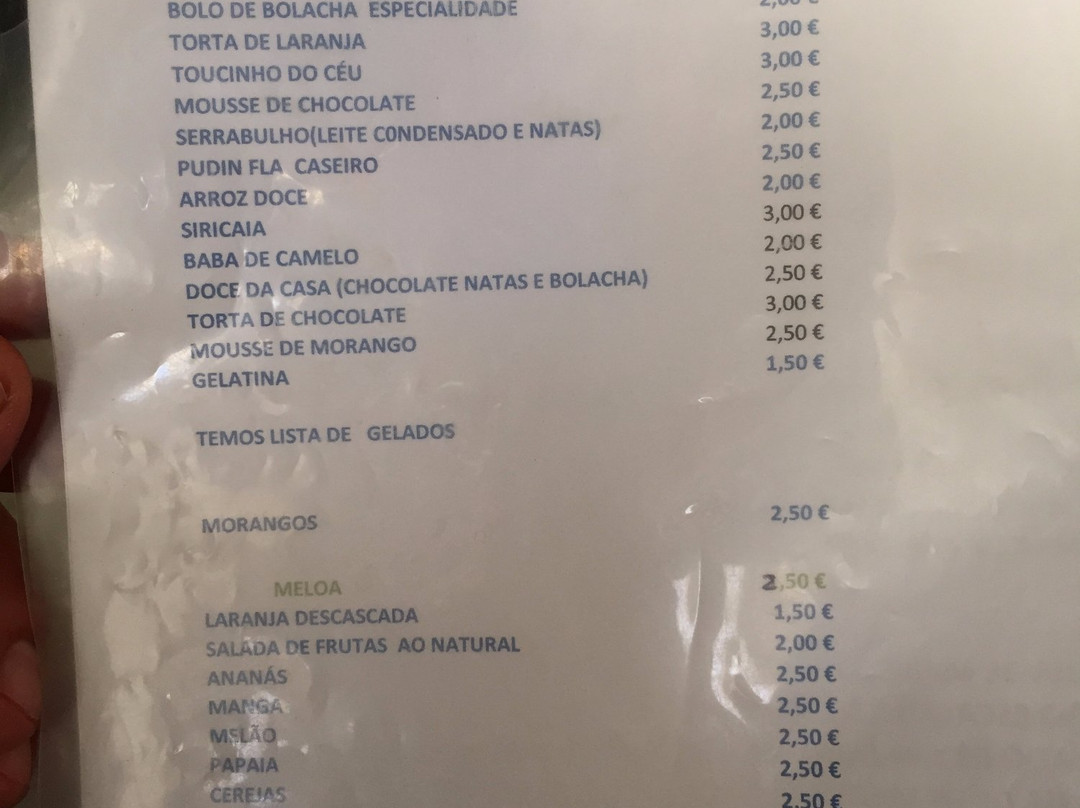 BOLO DE BOLACHA ESPECIALIDADE 2,00 €
TORTA DE LARANJA 3,00 €
TOUCINHO DO CÉU 3,00 €
MOUSSE DE CHOCOLATE 2,50 €
SERRABULHO(LEITE CONDENSADO E NATAS) 2,00 €
PUDIN FLA CASEIRO 2,50 €
ARROZ DOCE 2,00 €
SIRICAIA 3,00 €
BABA DE CAMELO 2,00 €
DOCE DA CASA (CHOCOLATE NATAS E BOLACHA) 2,50 €
TORTA DE CHOCOLATE 3,00 €
MOUSSE DE MORANGO 2,50 €
GELATINA 1,50 €
TEMOS LISTA DE GELADOS
MORANGOS 2,50 €
MELOA 2,50 €
LARANJA DESCASCADA 1,50 €
SALADA DE FRUTAS AO NATURAL 2,00 €
ANANÁS 2,50 €
MANGA 2,50 €
MELÃO 2,50 €
PAPAIA 2,50 €
CEREJAS 2,50 €